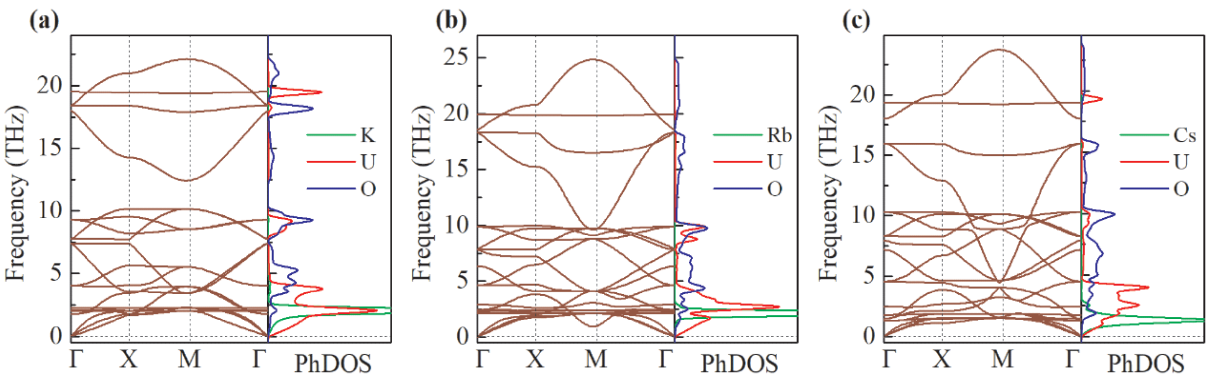 (a)
Frequency (THz)
20
15
10
5
0
K
U
O
Γ X M Γ PhDOS
(b)
Frequency (THz)
25
20
15
10
5
0
Rb
U
O
Γ X M Γ PhDOS
(c)
Frequency (THz)
20
15
10
5
0
Cs
U
O
Γ X M Γ PhDOS